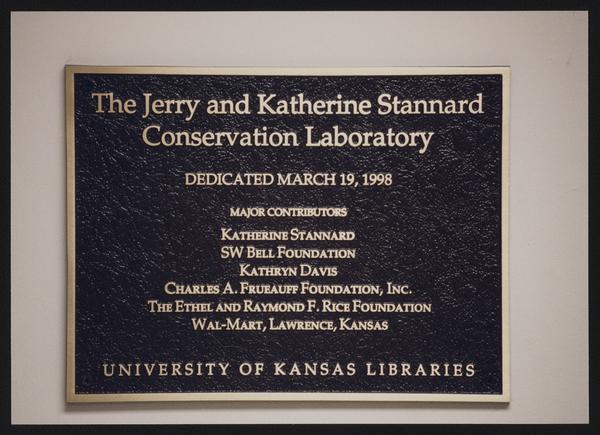 The Jerry and Katherine Stannard
Conservation Laboratory
DEDICATED MARCH 19, 1998
MAJOR CONTRIBUTORS
KATHERINE STANNARD
SW BELL FOUNDATION
KATHRYN DAVIS
CHARLES A. FRUEAUFF FOUNDATION, INC.
THE ETHEL AND RAYMOND F. RICE FOUNDATION
WAL-MART, LAWRENCE, KANSAS
UNIVERSITY OF KANSAS LIBRARIES